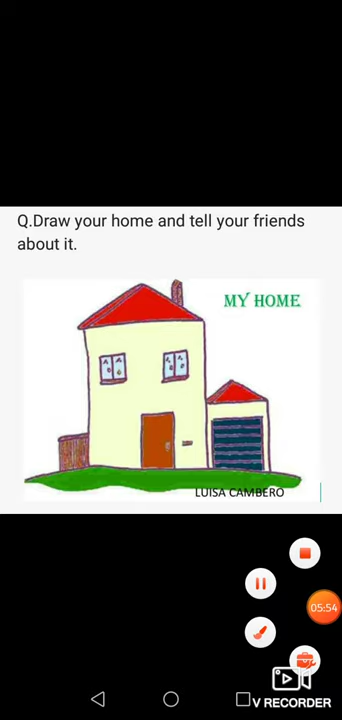 Q.Draw your home and tell your friends
about it.
MY HOME
LUISA CAMBERO
05:54
V RECORDER